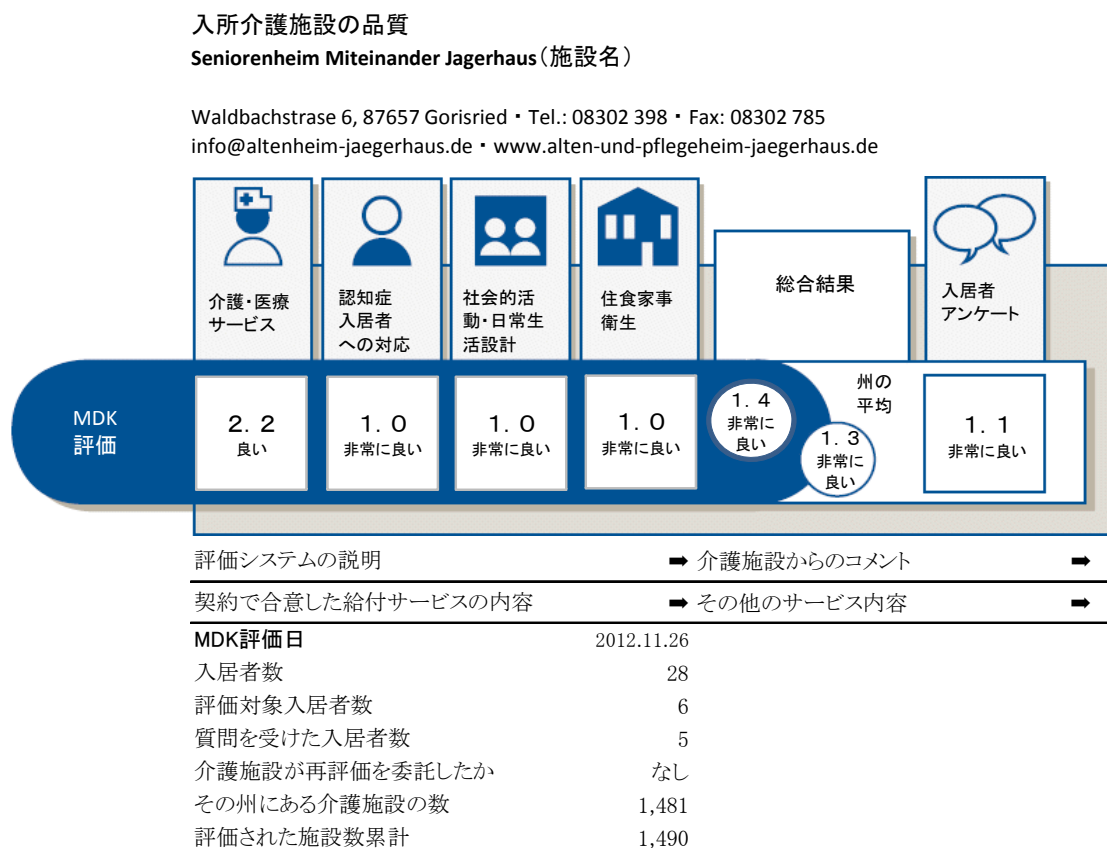 入所介護施設の品質
Seniorenheim Miteinander Jagerhaus（施設名）
Waldbachstrase 6, 87657 Gorisried・Tel.: 08302 398・Fax: 08302 785
info@altenheim-jaegerhaus.de・www.alten-und-pflegeheim-jaegerhaus.de
介護・医療
サービス
認知症
入居者
への対応
社会的活
動・日常生
活設計
住食家事
衛生
総合結果
入居者
アンケート
MDK
評価
２．２
良い
１．０
非常に良い
１．０
非常に良い
１．０
非常に良い
１．４
非常に
良い
州の
平均
１．３
非常に
良い
１．１
非常に良い
評価システムの説明 ➡ 介護施設からのコメント ➡
契約で合意した給付サービスの内容 ➡ その他のサービス内容 ➡
MDK評価日 2012.11.26
入居者数 28
評価対象入居者数 6
質問を受けた入居者数 5
介護施設が再評価を委託したか なし
その州にある介護施設の数 1,481
評価された施設数累計 1,490